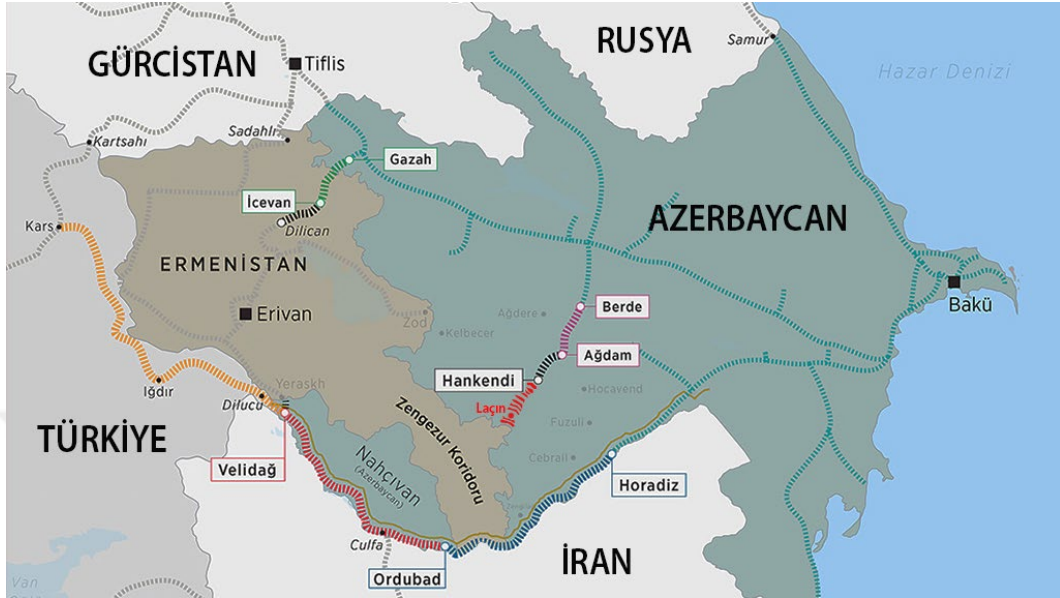 RUSYA
Samur
GÜRCİSTAN
Tiflis
Hazar Denizi
Kartsahı
Sadahlı
Gazah
İcevan
Dilican
AZERBAYCAN
Kars
ERMENİSTAN
Erivan
Zod
Ağdere
Kelbecer
Berde
Bakü
Ağdam
Hankendi
Iğdır
Dilucu
Yeraskh
Laçın
Hocavend
Fuzuli
TÜRKİYE
Zengezur Koridoru
Velidağ
Nahçıvan
(Azerbaycan)
Cebrail
Horadiz
Culfa
Ordubad
İRAN
Van